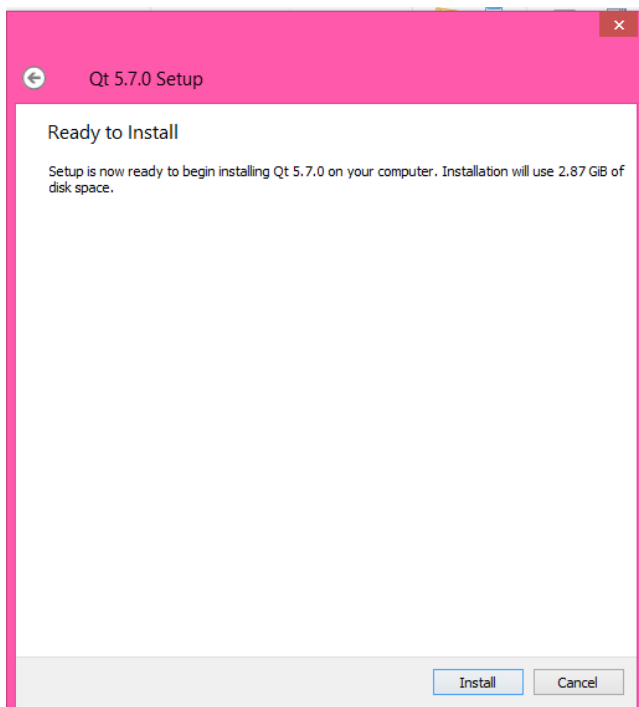 Qt 5.7.0 Setup
Ready to Install
Setup is now ready to begin installing Qt 5.7.0 on your computer. Installation will use 2.87 GiB of
disk space.
Install Cancel